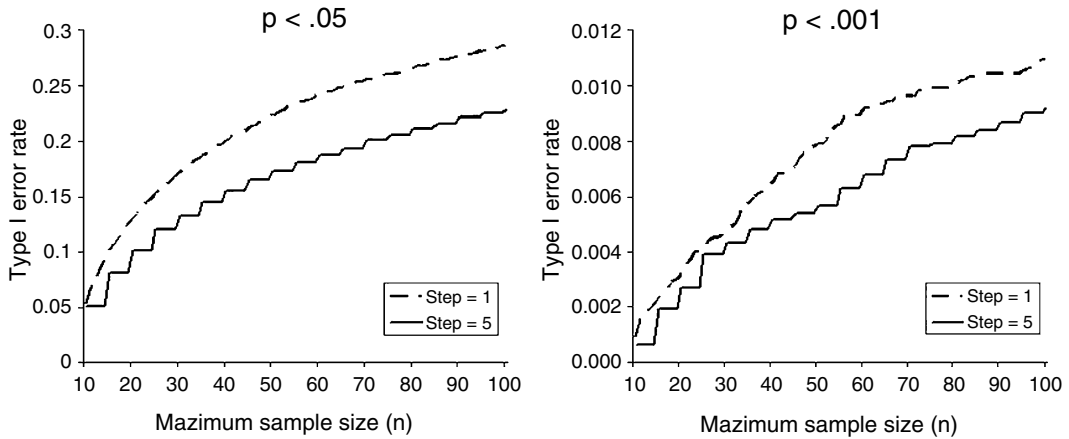 p < .05
0.3
0.25
0.2
0.15
0.1
0.05
0
Type I error rate
10 20 30 40 50 60 70 80 90 100
Mazimum sample size (n)
Step = 1
Step = 5
p < .001
0.012
0.010
0.008
0.006
0.004
0.002
0.000
Type I error rate
10 20 30 40 50 60 70 80 90 100
Mazimum sample size (n)
Step = 1
Step = 5